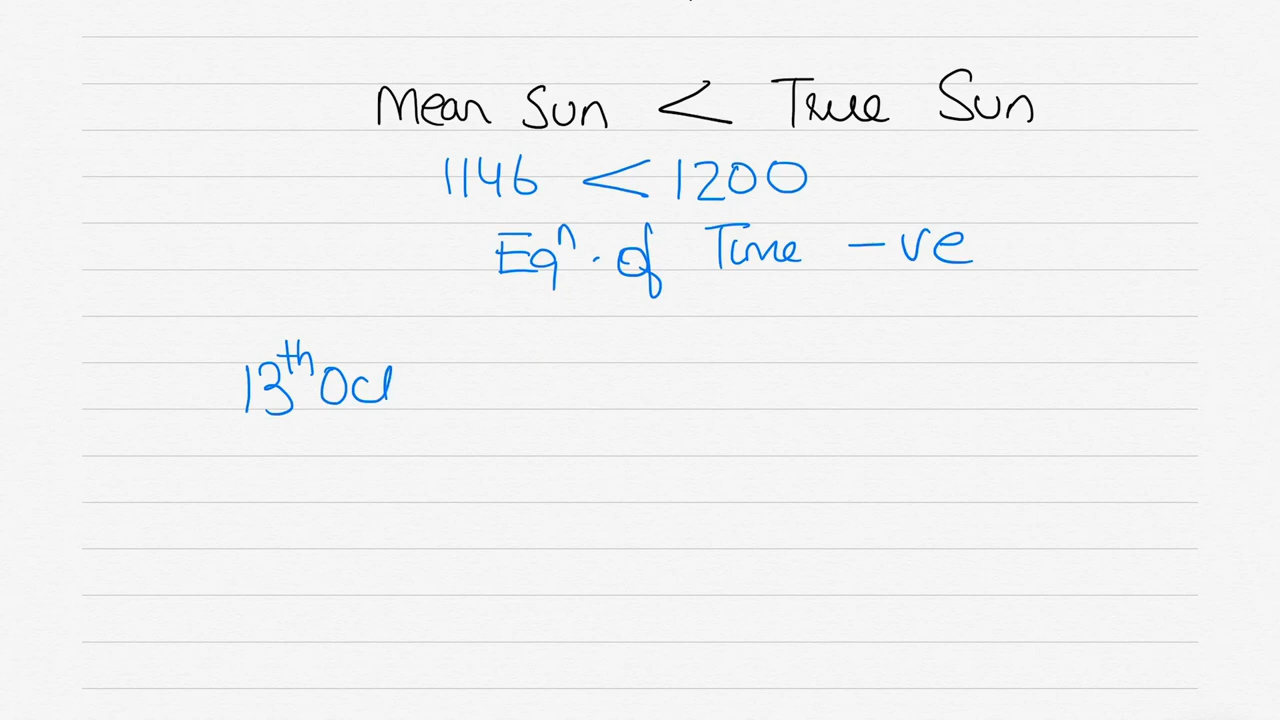 Mean Sun < True Sun
1146 < 1200
Eqⁿ. of Time -ve
13ᵗʰ Oct